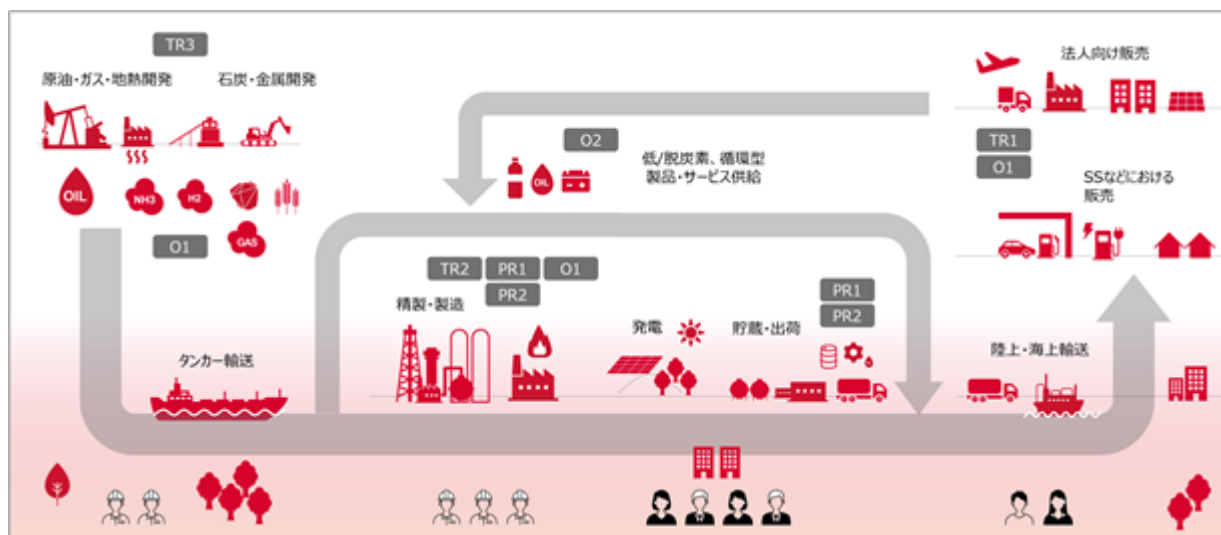 TR3
原油・ガス・地熱開発
石炭・金属開発
OIL
NH3
H2
GAS
O1
タンカー輸送
O2
OIL
低/脱炭素、循環型
製品・サービス供給
TR2
PR1
O1
PR2
精製・製造
発電
貯蔵・出荷
PR1
PR2
法人向け販売
TR1
O1
SSなどにおける
販売
陸上・海上輸送